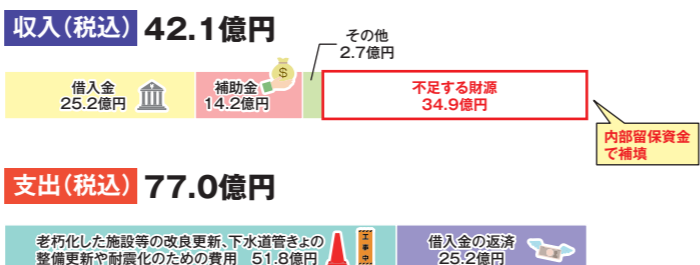 収入(税込) 42.1億円
その他
2.7億円
借入金
25.2億円
補助金
14.2億円
$
不足する財源
34.9億円
内部留保資金
で補填
支出(税込) 77.0億円
老朽化した施設等の改良更新、下水道管きょの
整備更新や耐震化のための費用 51.8億円
工事中
借入金の返済
25.2億円